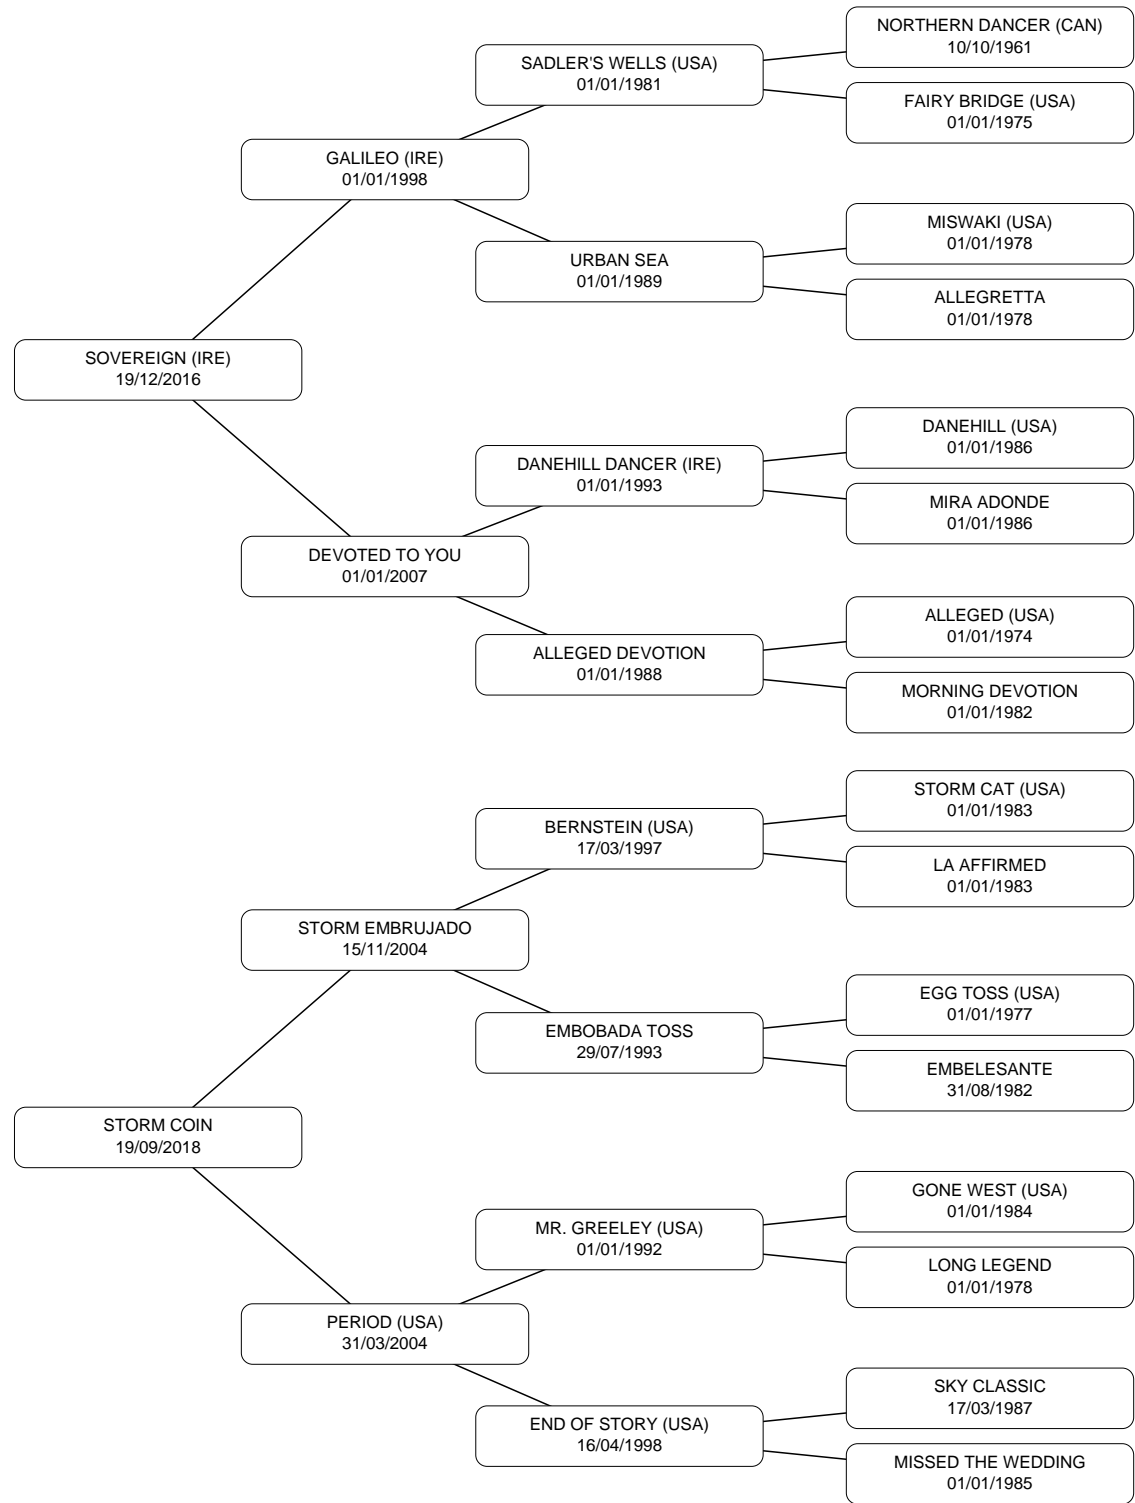 NORTHERN DANCER (CAN)
10/10/1961
SADLER'S WELLS (USA)
01/01/1981
FAIRY BRIDGE (USA)
01/01/1975
GALILEO (IRE)
01/01/1998
MISWAKI (USA)
01/01/1978
URBAN SEA
01/01/1989
ALLEGRETTA
01/01/1978
SOVEREIGN (IRE)
19/12/2016
DANEHILL (USA)
01/01/1986
DANEHILL DANCER (IRE)
01/01/1993
MIRA ADONDE
01/01/1986
DEVOTED TO YOU
01/01/2007
ALLEGED (USA)
01/01/1974
ALLEGED DEVOTION
01/01/1988
MORNING DEVOTION
01/01/1982
STORM CAT (USA)
01/01/1983
BERNSTEIN (USA)
17/03/1997
LA AFFIRMED
01/01/1983
STORM EMBRUJADO
15/11/2004
EGG TOSS (USA)
01/01/1977
EMBOBADA TOSS
29/07/1993
EMBELESANTE
31/08/1982
STORM COIN
19/09/2018
GONE WEST (USA)
01/01/1984
MR. GREELEY (USA)
01/01/1992
LONG LEGEND
01/01/1978
PERIOD (USA)
31/03/2004
SKY CLASSIC
17/03/1987
END OF STORY (USA)
16/04/1998
MISSED THE WEDDING
01/01/1985